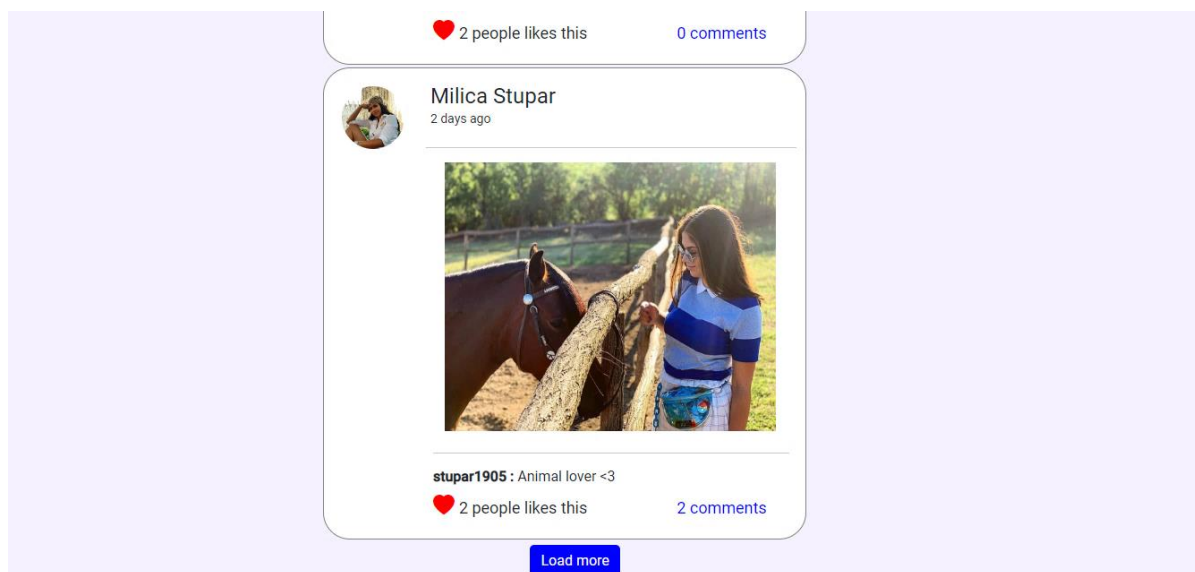 2 people likes this 0 comments
Milica Stupar
2 days ago
stupar1905 : Animal lover <3
2 people likes this 2 comments
Load more